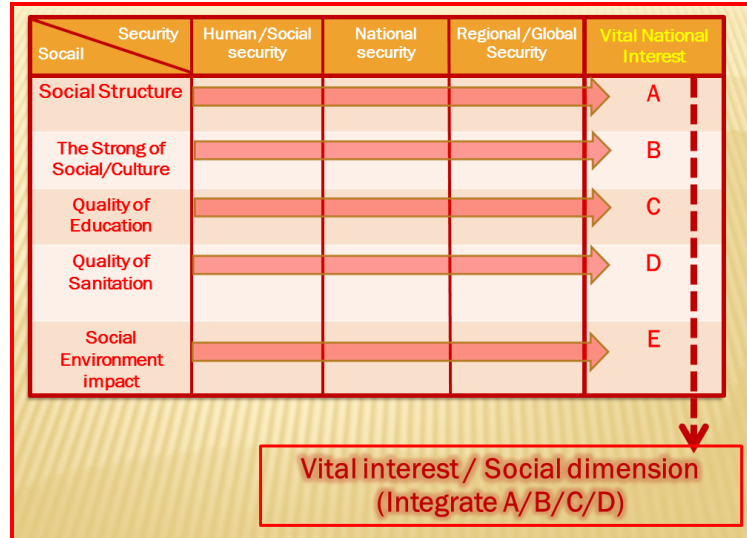 Security
Socail
Human/Social
security
National
security
Regional/Global
Security
Vital National
Interest
Social Structure
A
The Strong of
Social/Culture
B
Quality of
Education
C
Quality of
Sanitation
D
Social
Environment
impact
E
Vital interest / Social dimension
(Integrate A/B/C/D)